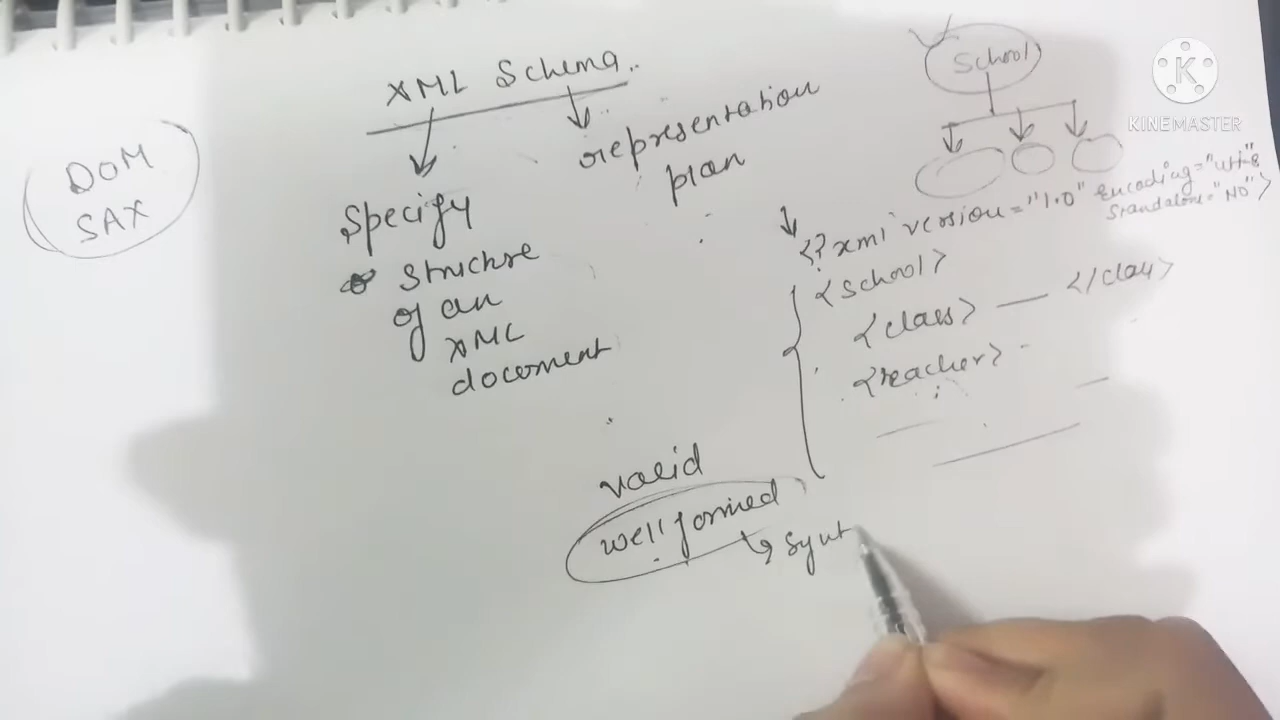 XML Schema..
representation
plan
Specify
Structure
of an
XML
document
DOM
SAX
School
K
KINEMASTER
<?xml version="1.0" Encoding="utf-8
Standalone="NO">
<School>
<class> — </class>
<teacher>
valid
well formed
synt